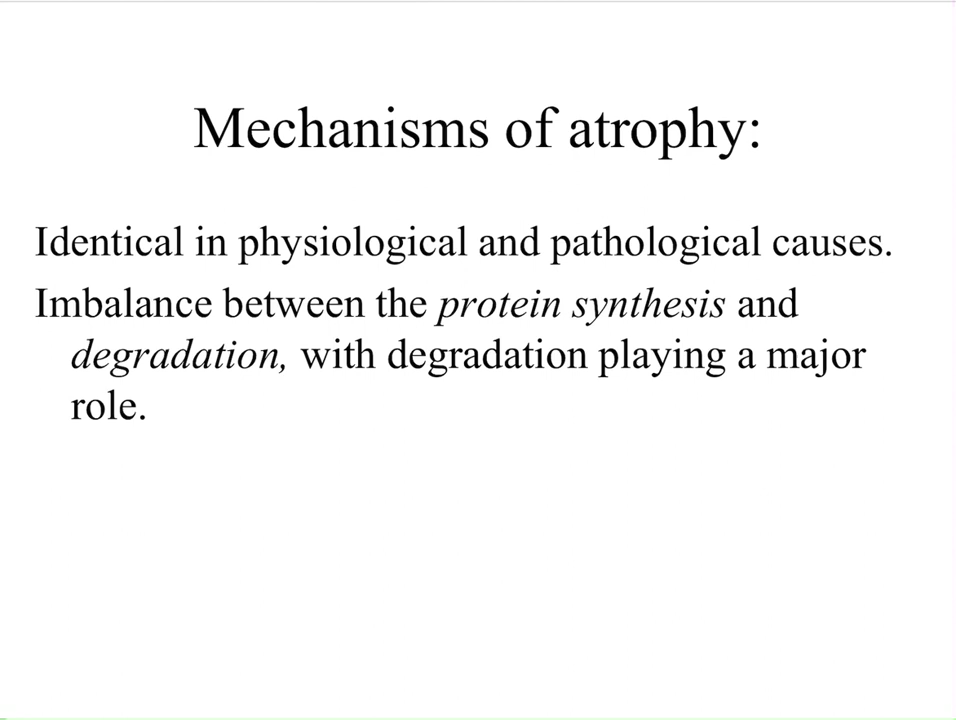 Mechanisms of atrophy:
Identical in physiological and pathological causes.
Imbalance between the protein synthesis and
degradation, with degradation playing a major
role.